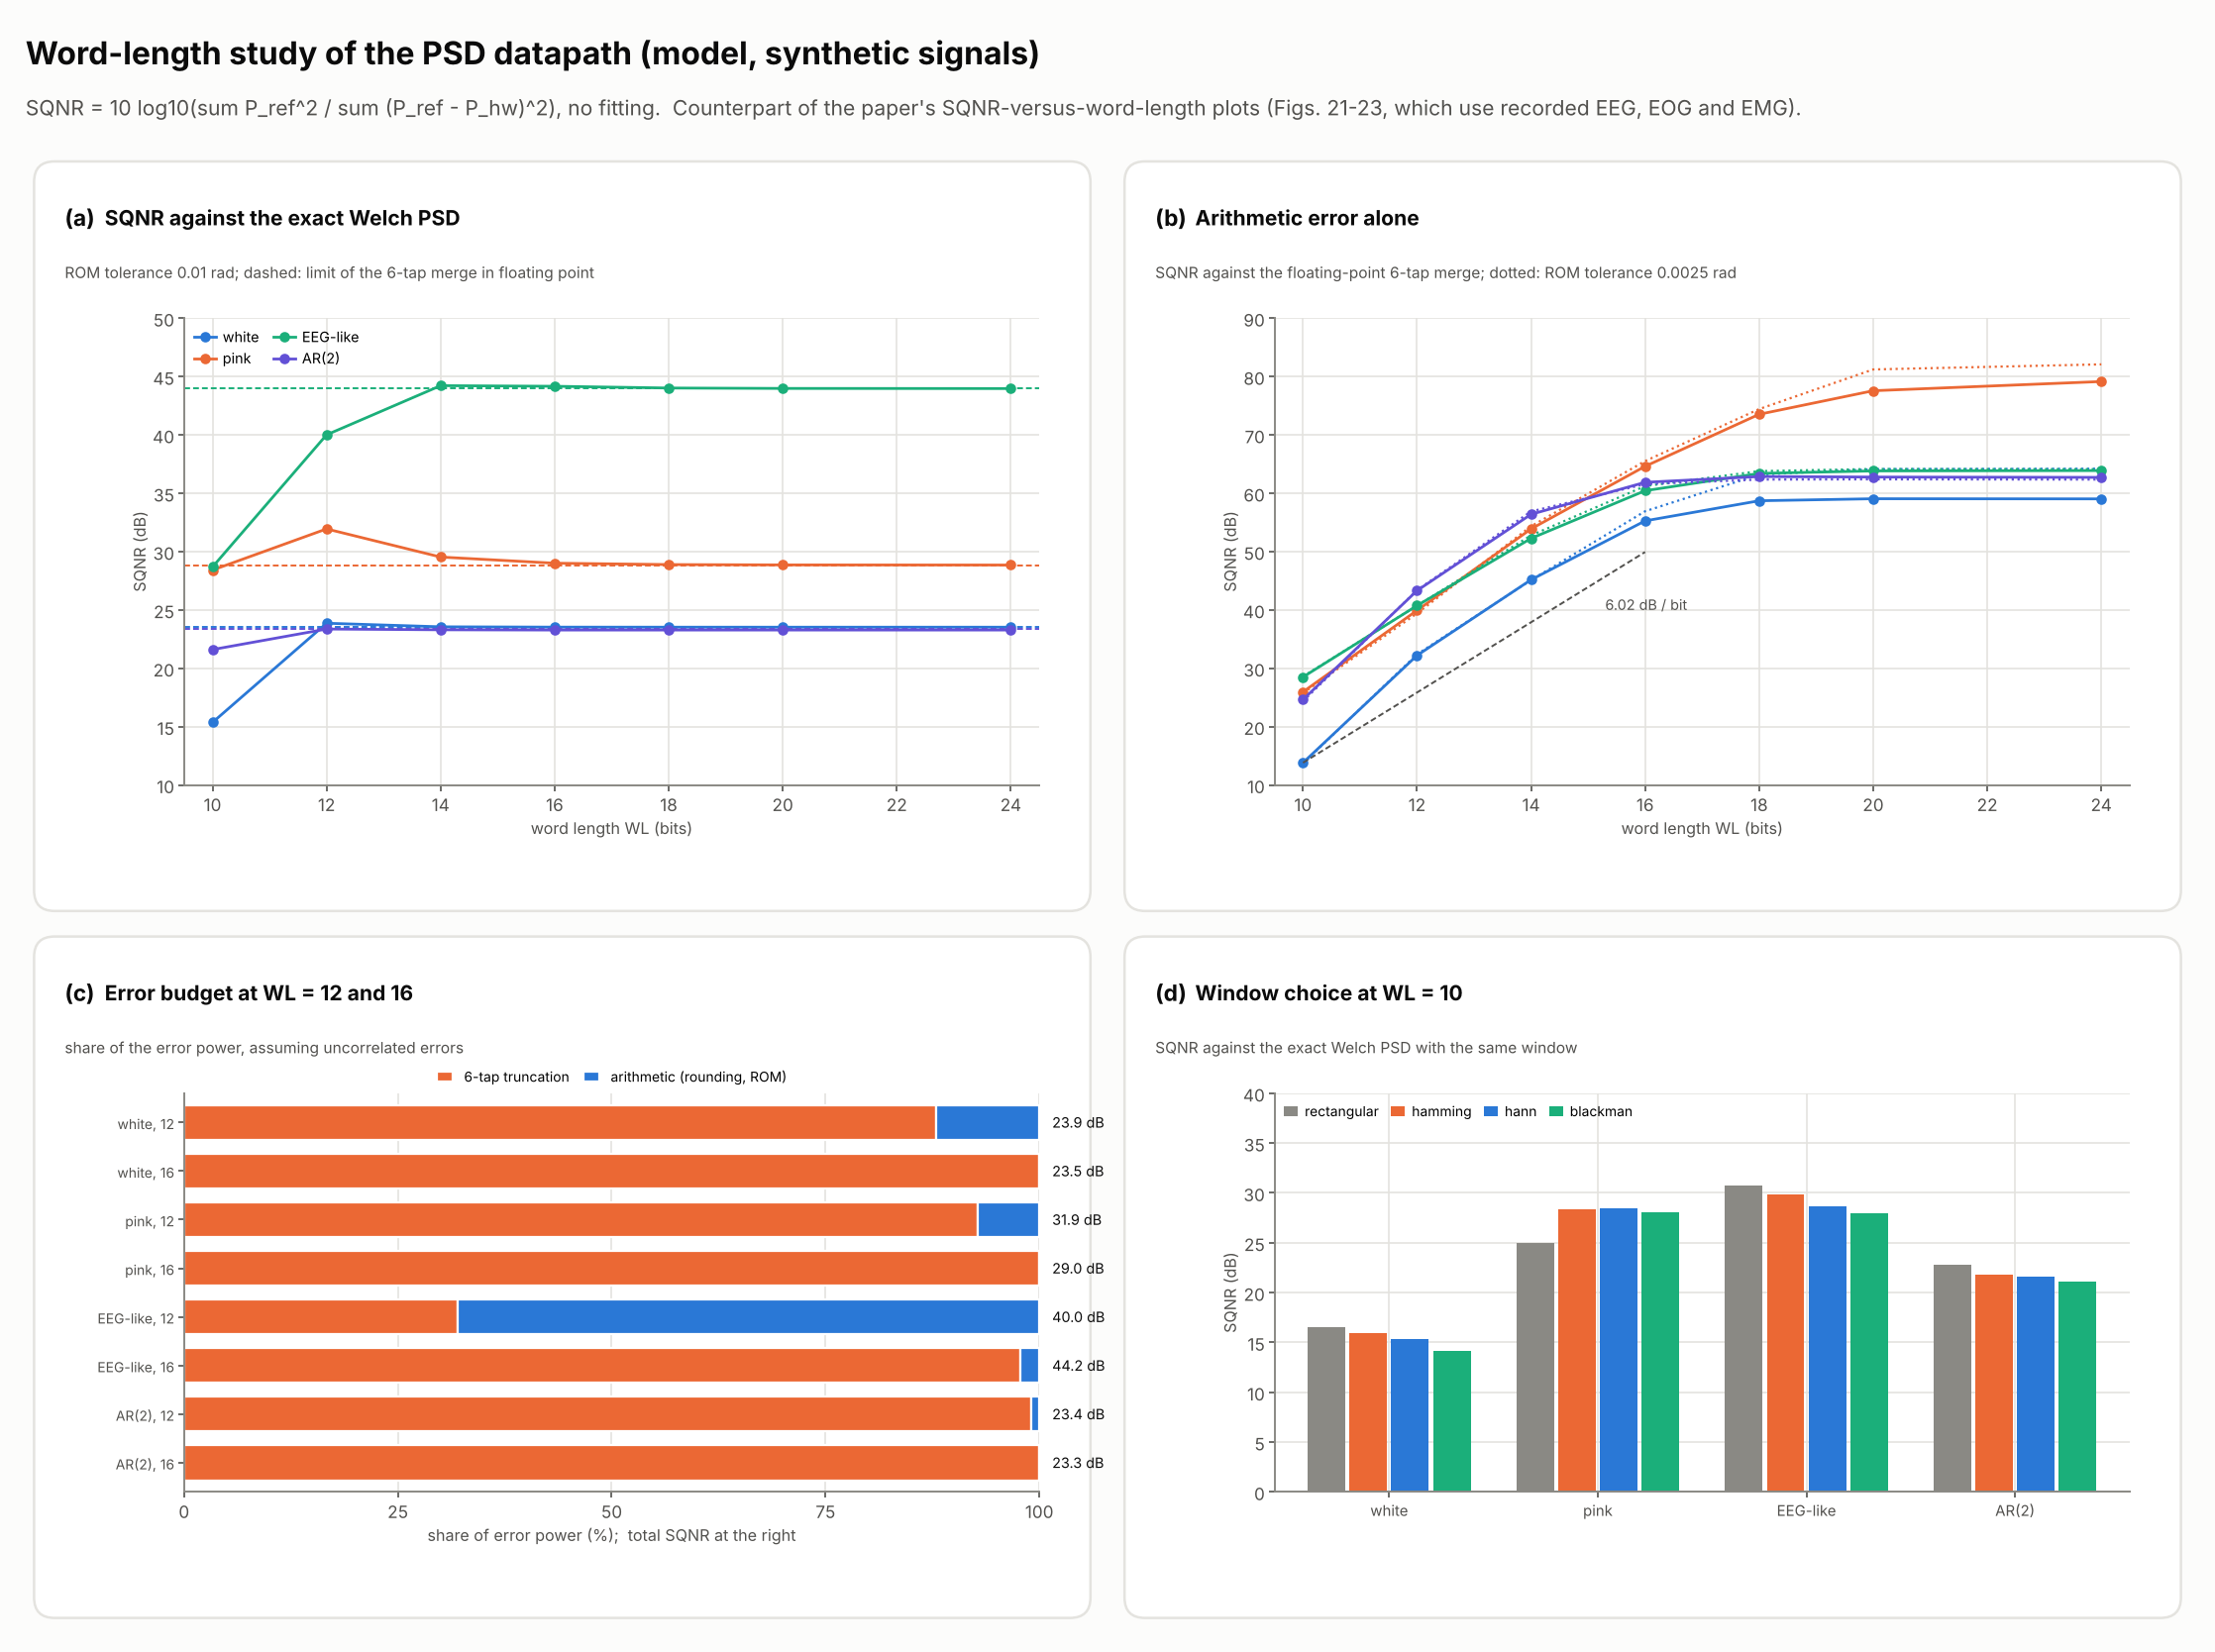 Word-length study of the PSD datapath (model, synthetic signals)
SQNR = 10 log10(sum P_ref^2 / sum (P_ref - P_hw)^2), no fitting.  Counterpart of the paper's SQNR-versus-word-length plots (Figs. 21-23, which use recorded EEG, EOG and EMG).
(a) SQNR against the exact Welch PSD
ROM tolerance 0.01 rad; dashed: limit of the 6-tap merge in floating point
white EEG-like
pink AR(2)
SQNR (dB)
50
45
40
35
30
25
20
15
10
10 12 14 16 18 20 22 24
word length WL (bits)
(b) Arithmetic error alone
SQNR against the floating-point 6-tap merge; dotted: ROM tolerance 0.0025 rad
SQNR (dB)
90
80
70
60
50
40
30
20
10
6.02 dB / bit
10 12 14 16 18 20 22 24
word length WL (bits)
(c) Error budget at WL = 12 and 16
share of the error power, assuming uncorrelated errors
6-tap truncation arithmetic (rounding, ROM)
white, 12 23.9 dB
white, 16 23.5 dB
pink, 12 31.9 dB
pink, 16 29.0 dB
EEG-like, 12 40.0 dB
EEG-like, 16 44.2 dB
AR(2), 12 23.4 dB
AR(2), 16 23.3 dB
0 25 50 75 100
share of error power (%);  total SQNR at the right
(d) Window choice at WL = 10
SQNR against the exact Welch PSD with the same window
rectangular hamming hann blackman
SQNR (dB)
40
35
30
25
20
15
10
5
0
white pink EEG-like AR(2)